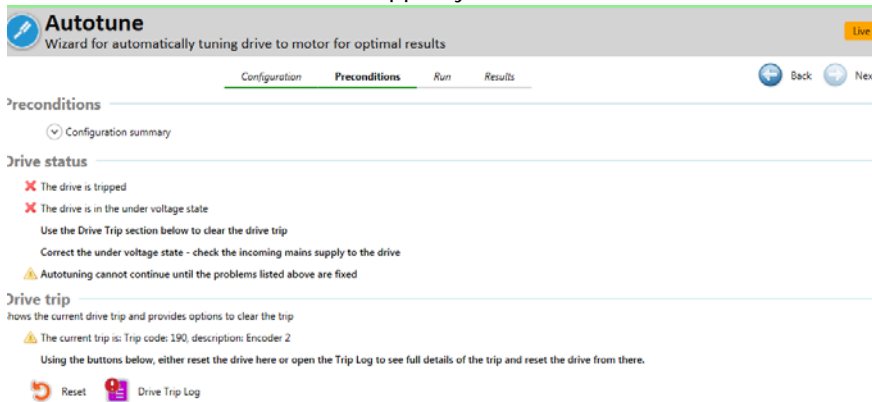 Autotune
Wizard for automatically tuning drive to motor for optimal results
Live
Configuration Preconditions Run Results
Back Nex
Preconditions
Configuration summary
Drive status
The drive is tripped
The drive is in the under voltage state
Use the Drive Trip section below to clear the drive trip
Correct the under voltage state - check the incoming mains supply to the drive
Autotuning cannot continue until the problems listed above are fixed
Drive trip
hows the current drive trip and provides options to clear the trip
The current trip is: Trip code: 190, description: Encoder 2
Using the buttons below, either reset the drive here or open the Trip Log to see full details of the trip and reset the drive from there.
Reset Drive Trip Log